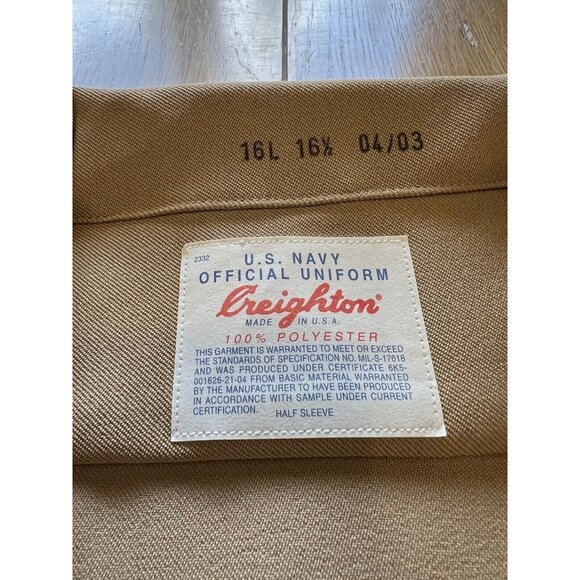 16L 16½ 04/03
2332
U.S. NAVY
OFFICIAL UNIFORM
Creighton®
MADE IN U.S.A.
100% POLYESTER
THIS GARMENT IS WARRANTED TO MEET OR EXCEED
THE STANDARDS OF SPECIFICATION NO. MIL-S-17618
AND WAS PRODUCED UNDER CERTIFICATE 6K5-
001626-21-04 FROM BASIC MATERIAL WARRANTED
BY THE MANUFACTURER TO HAVE BEEN PRODUCED
IN ACCORDANCE WITH SAMPLE UNDER CURRENT
CERTIFICATION.
HALF SLEEVE